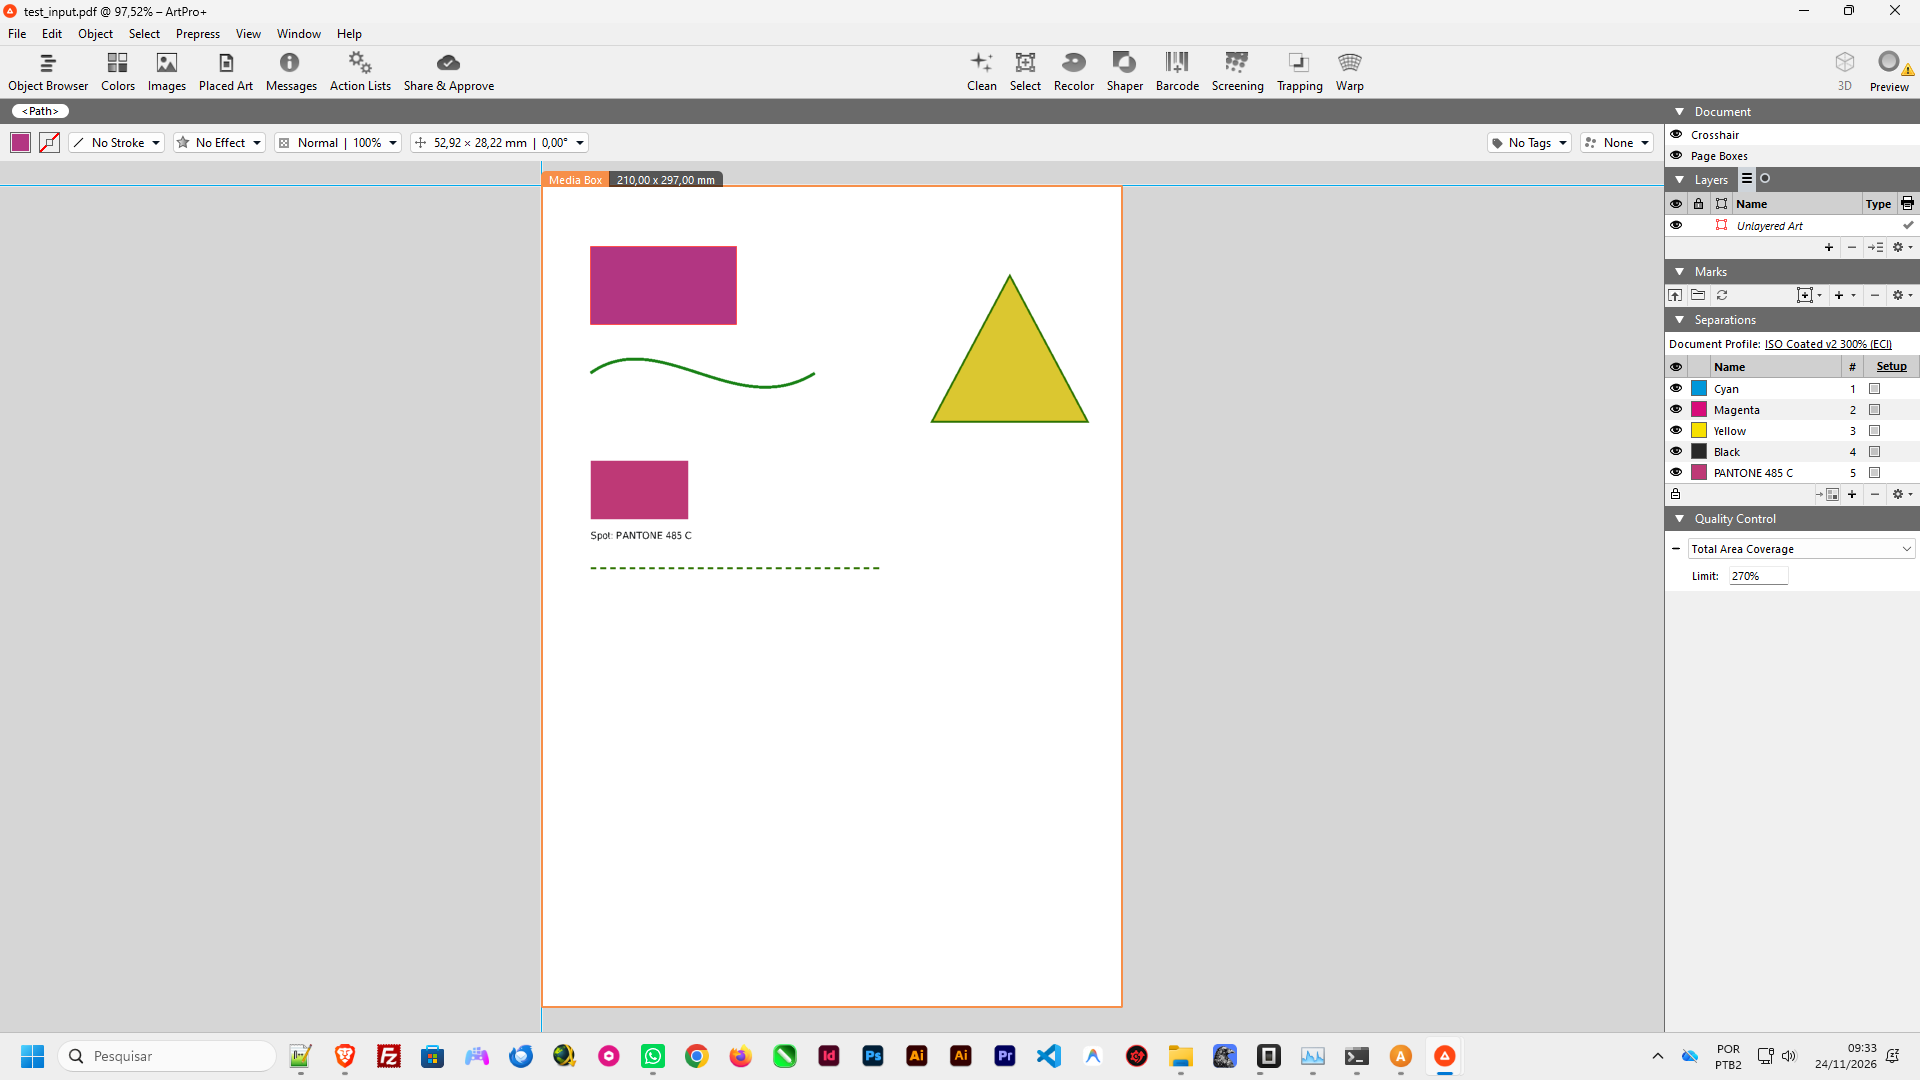 test_input.pdf @ 97,52% – ArtPro+
File Edit Object Select Prepress View Window Help
Object Browser Colors Images Placed Art Messages Action Lists Share & Approve Clean Select Recolor Shaper Barcode Screening Trapping Warp 3D Preview
<Path>
No Stroke No Effect Normal | 100% 52,92 × 28,22 mm | 0,00° No Tags None
Media Box 210,00 x 297,00 mm
Spot: PANTONE 485 C
Document
Crosshair
Page Boxes
Layers
Name Type
Unlayered Art
Marks
Separations
Document Profile: ISO Coated v2 300% (ECI)
Name # Setup
Cyan 1
Magenta 2
Yellow 3
Black 4
PANTONE 485 C 5
Quality Control
Total Area Coverage
Limit: 270%
Pesquisar
Id Ps Ai Ai Pr
POR
PTB2
09:33
24/11/2026